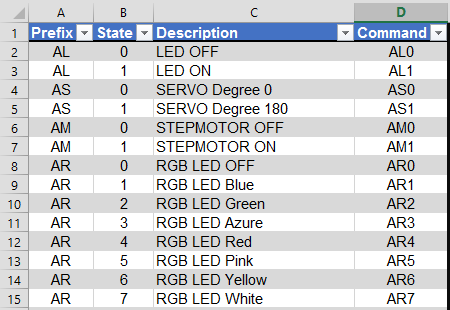 A B C D
1 Prefix State Description Command
2 AL 0 LED OFF AL0
3 AL 1 LED ON AL1
4 AS 0 SERVO Degree 0 AS0
5 AS 1 SERVO Degree 180 AS1
6 AM 0 STEPMOTOR OFF AM0
7 AM 1 STEPMOTOR ON AM1
8 AR 0 RGB LED OFF AR0
9 AR 1 RGB LED Blue AR1
10 AR 2 RGB LED Green AR2
11 AR 3 RGB LED Azure AR3
12 AR 4 RGB LED Red AR4
13 AR 5 RGB LED Pink AR5
14 AR 6 RGB LED Yellow AR6
15 AR 7 RGB LED White AR7